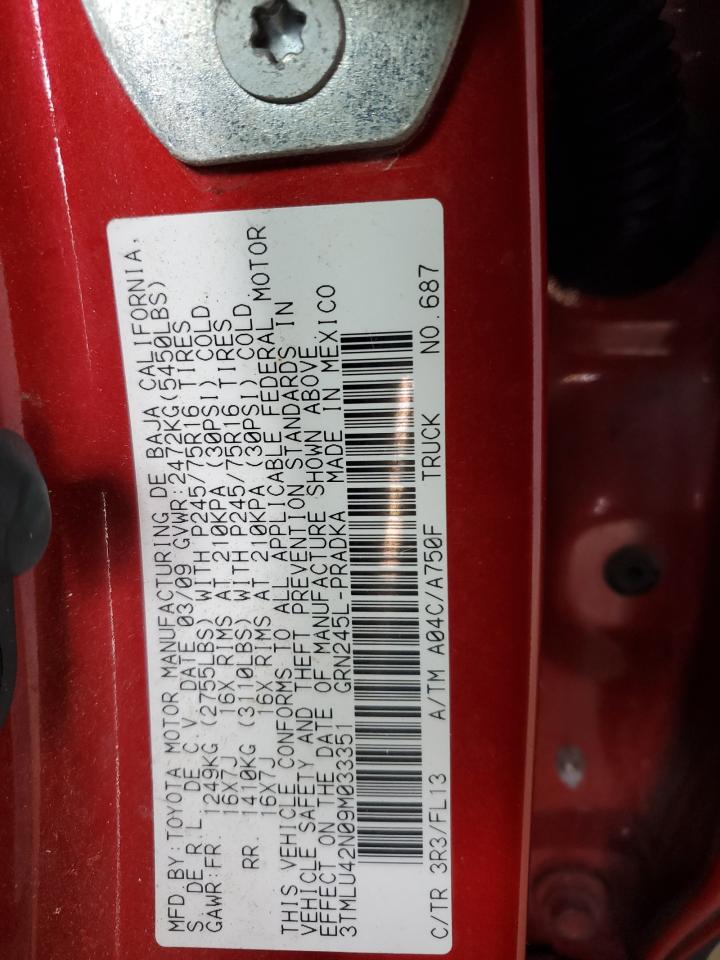 MFD.BY:TOYOTA MOTOR MANUFACTURING DE BAJA CALIFORNIA,
S. DE R.L. DE C.V DATE 03/09 GVWR:2472KG(5450LBS)
GAWR:FR. 1249KG (2755LBS) WITH P245/75R16 TIRES
16X7J 16X RIMS AT 210KPA (30PSI) COLD.
RR. 1410KG (3110LBS) WITH P245/75R16 TIRES
16X7J 16X RIMS AT 210KPA (30PSI) COLD.
THIS VEHICLE CONFORMS TO ALL APPLICABLE FEDERAL MOTOR
VEHICLE SAFETY AND THEFT PREVENTION STANDARDS IN
EFFECT ON THE DATE OF MANUFACTURE SHOWN ABOVE.
3TMLU42N09M033351 GRN245L-PRADKA MADE IN MEXICO
C/TR 3R3/FL13 A/TM A04C/A750F TRUCK NO.687